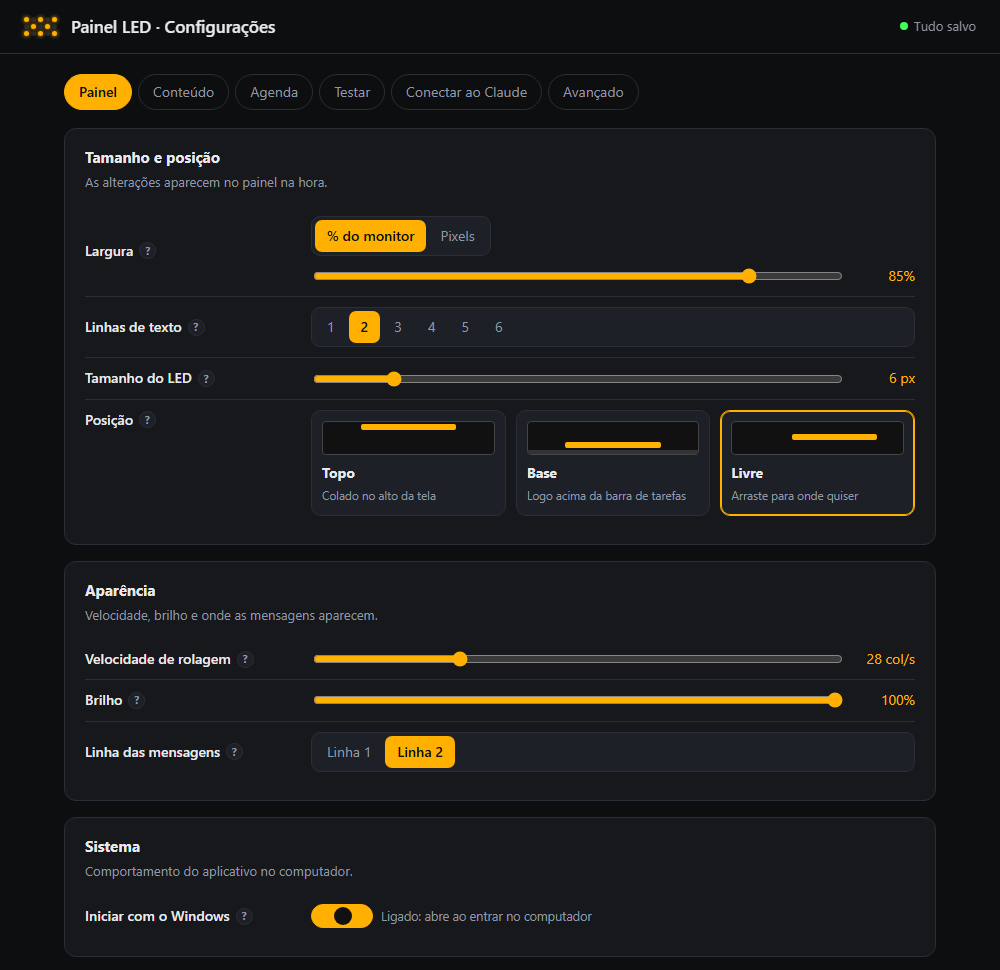 Painel LED · Configurações
Tudo salvo
Painel
Conteúdo
Agenda
Testar
Conectar ao Claude
Avançado
Tamanho e posição
As alterações aparecem no painel na hora.
Largura ?
% do monitor
Pixels
85%
Linhas de texto ?
1 2 3 4 5 6
Tamanho do LED ?
6 px
Posição ?
Topo
Colado no alto da tela
Base
Logo acima da barra de tarefas
Livre
Arraste para onde quiser
Aparência
Velocidade, brilho e onde as mensagens aparecem.
Velocidade de rolagem ?
28 col/s
Brilho ?
100%
Linha das mensagens ?
Linha 1
Linha 2
Sistema
Comportamento do aplicativo no computador.
Iniciar com o Windows ?
Ligado: abre ao entrar no computador